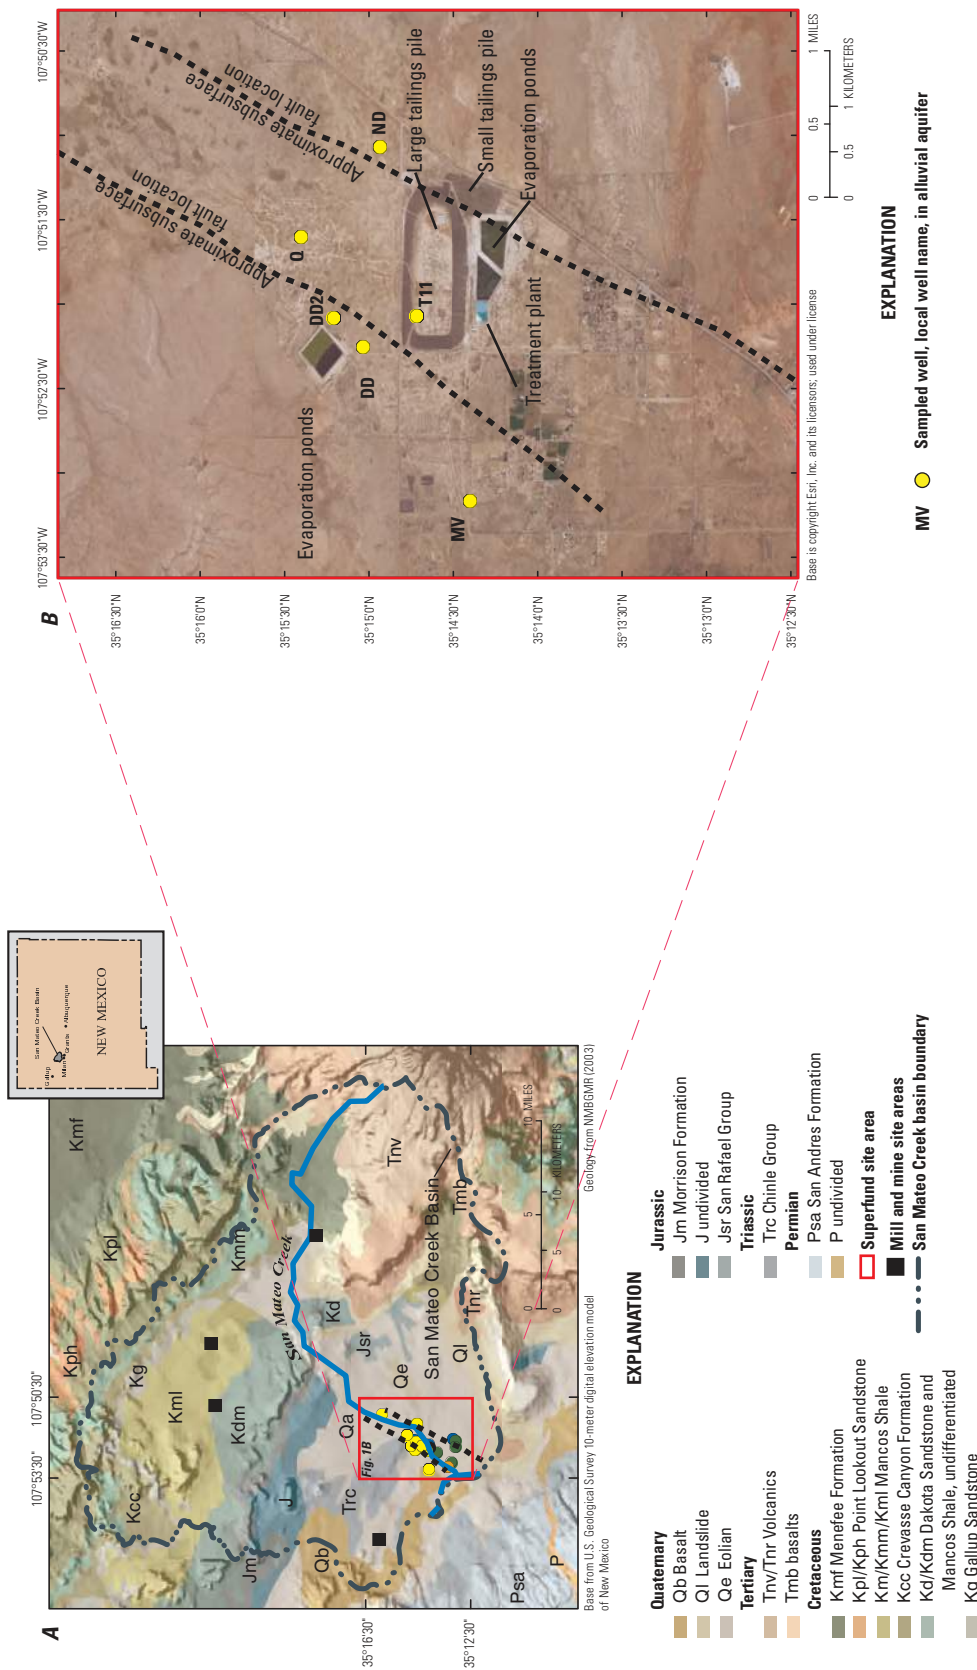 A
Kmf
Kpl
Kph
Kmm
Kg
Kml
Kcc
Kdm
San Mateo Creek
Kd
Jsr
J
Jm
Qa
Qe
Trc
Qb
Psa
P
Fig. 1B
Tnv
Tmb
San Mateo Creek Basin
Ql
Tnr
107°53'30"
107°50'30"
35°16'30"
35°12'30"
0 5 10 MILES
0 5 10 KILOMETERS
Base from U.S. Geological Survey 10-meter digital elevation model
of New Mexico
Geology from NMBGMR (2003)
Gallup
San Mateo Creek Basin
Milan
Grants
Albuquerque
NEW MEXICO
B
107°53'30"W
107°52'30"W
107°51'30"W
107°50'30"W
35°16'30"N
35°16'0"N
35°15'30"N
35°15'0"N
35°14'30"N
35°14'0"N
35°13'30"N
35°13'0"N
35°12'30"N
Approximate subsurface
fault location
Approximate subsurface
fault location
Q
ND
DD2
DD
T11
MV
Evaporation ponds
Large tailings pile
Small tailings pile
Evaporation ponds
Treatment plant
Base is copyright Esri, Inc. and its licensors; used under license
0 0.5 1 MILES
0 0.5 1 KILOMETERS
EXPLANATION
MV Sampled well, local well name, in alluvial aquifer
EXPLANATION
Quaternary
Qb Basalt
Ql Landslide
Qe Eolian
Tertiary
Tnv/Tnr Volcanics
Tmb basalts
Cretaceous
Kmf Menefee Formation
Kpl/Kph Point Lookout Sandstone
Km/Kmm/Kml Mancos Shale
Kcc Crevasse Canyon Formation
Kd/Kdm Dakota Sandstone and
Mancos Shale, undifferentiated
Kg Gallup Sandstone
Jurassic
Jm Morrison Formation
J undivided
Jsr San Rafael Group
Triassic
Trc Chinle Group
Permian
Psa San Andres Formation
P undivided
Superfund site area
Mill and mine site areas
San Mateo Creek basin boundary